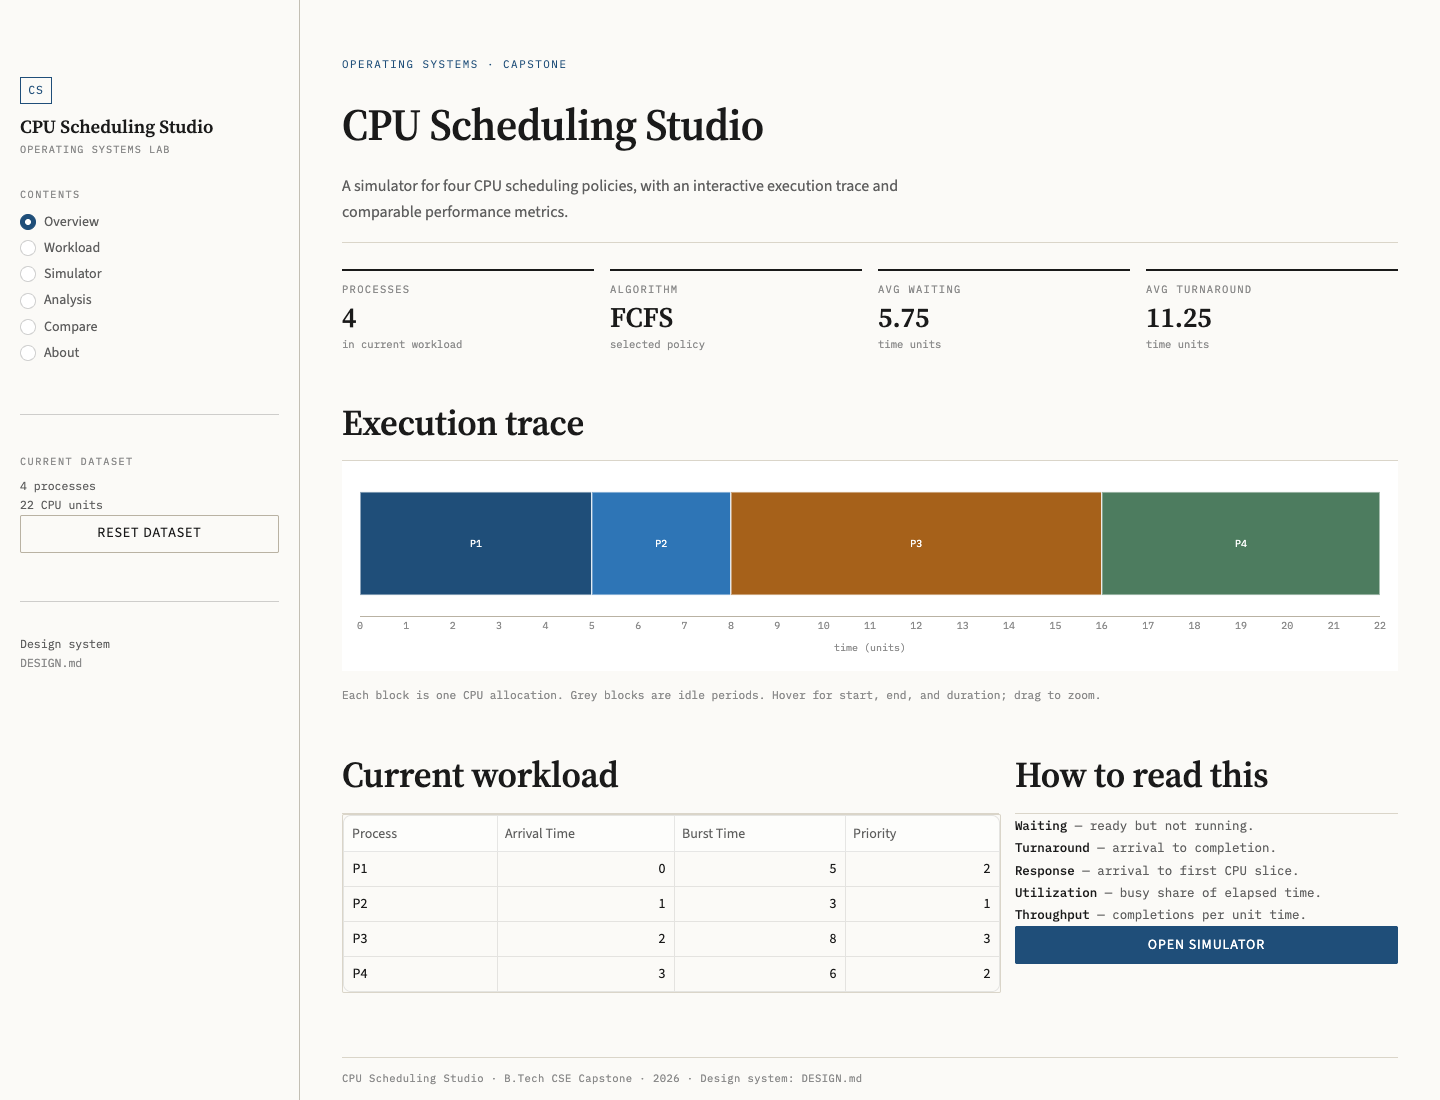 CS
CPU Scheduling Studio
OPERATING SYSTEMS LAB
CONTENTS
Overview
Workload
Simulator
Analysis
Compare
About
CURRENT DATASET
4 processes
22 CPU units
RESET DATASET
Design system
DESIGN.md
OPERATING SYSTEMS · CAPSTONE
CPU Scheduling Studio
A simulator for four CPU scheduling policies, with an interactive execution trace and
comparable performance metrics.
PROCESSES
4
in current workload
ALGORITHM
FCFS
selected policy
AVG WAITING
5.75
time units
AVG TURNAROUND
11.25
time units
Execution trace
P1 P2 P3 P4
0 1 2 3 4 5 6 7 8 9 10 11 12 13 14 15 16 17 18 19 20 21 22
time (units)
Each block is one CPU allocation. Grey blocks are idle periods. Hover for start, end, and duration; drag to zoom.
Current workload
Process Arrival Time Burst Time Priority
P1 0 5 2
P2 1 3 1
P3 2 8 3
P4 3 6 2
How to read this
Waiting — ready but not running.
Turnaround — arrival to completion.
Response — arrival to first CPU slice.
Utilization — busy share of elapsed time.
Throughput — completions per unit time.
OPEN SIMULATOR
CPU Scheduling Studio · B.Tech CSE Capstone · 2026 · Design system: DESIGN.md